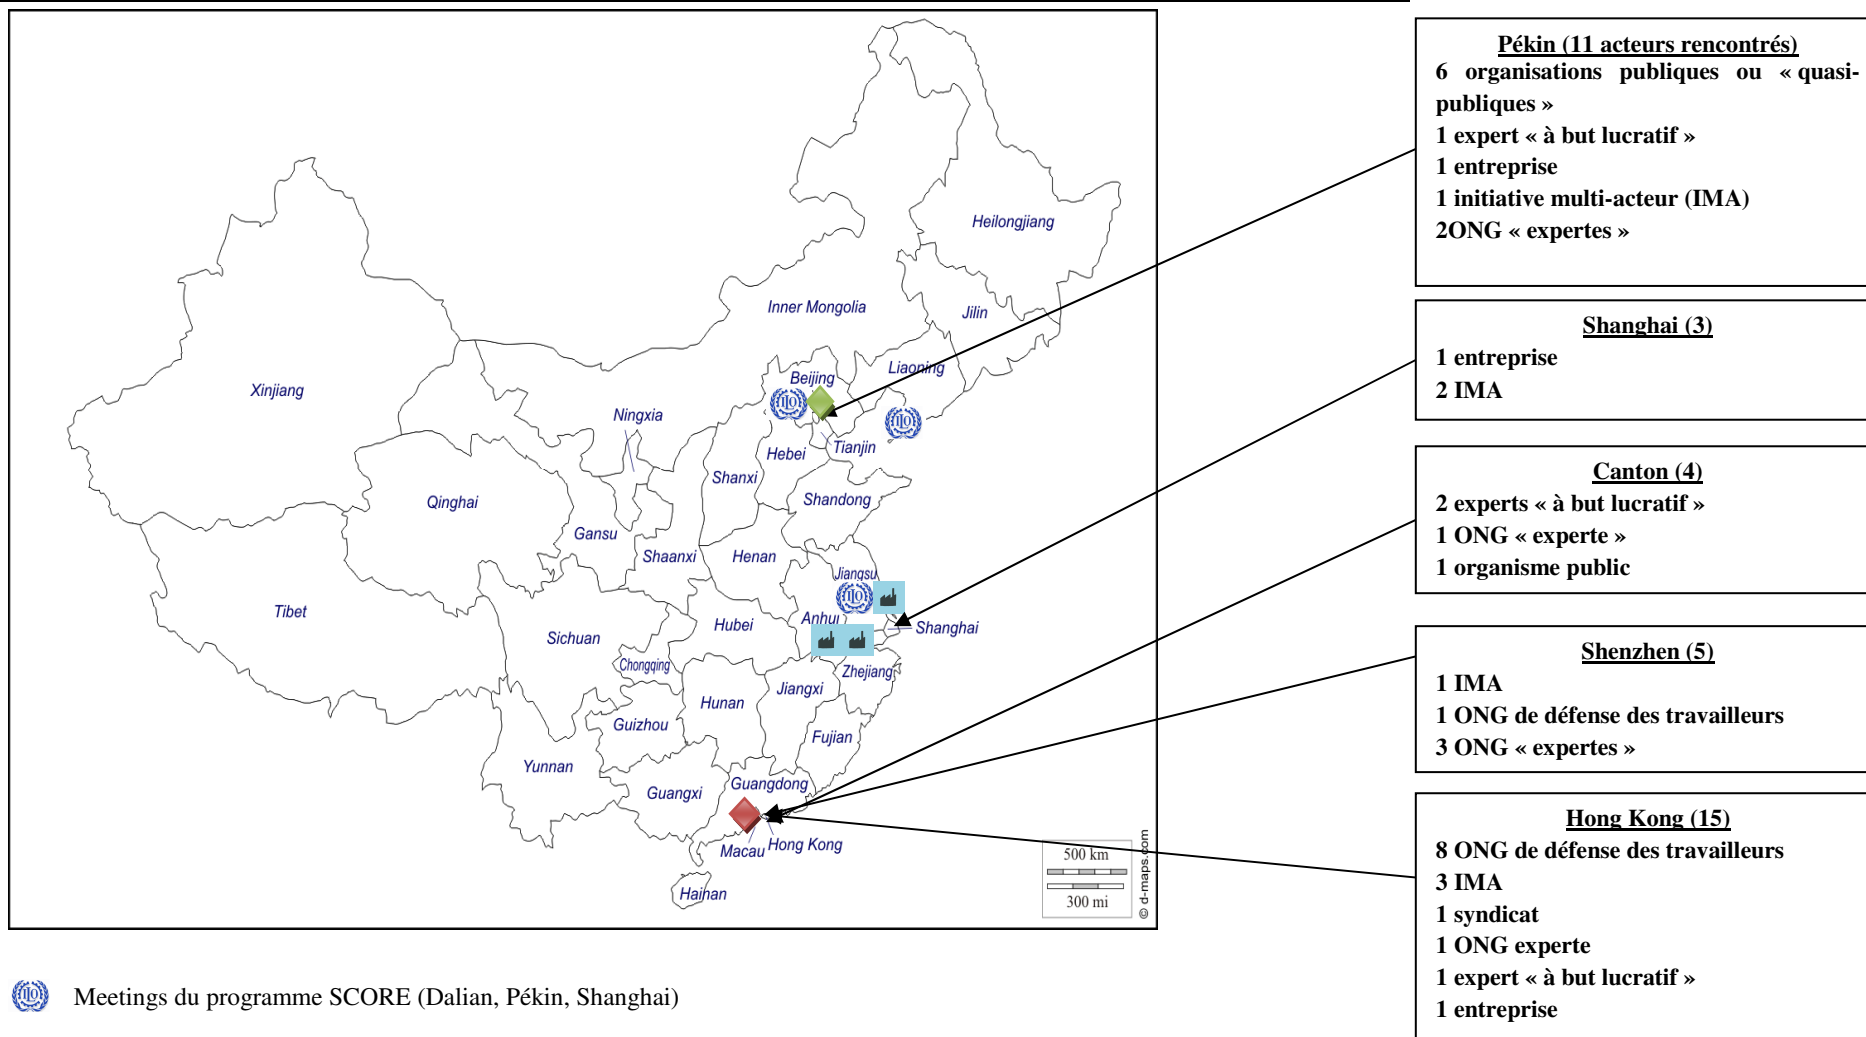 Heilongjiang
Inner Mongolia
Jilin
Liaoning
Beijing
Xinjiang
Ningxia
Tianjin
Hebei
Shanxi
Shandong
Qinghai
Gansu
Shaanxi
Henan
Jiangsu
Tibet
Anhui
Hubei
Shanghai
Sichuan
Chongqing
Zhejiang
Jiangxi
Hunan
Guizhou
Fujian
Yunnan
Guangdong
Guangxi
Macau
Hong Kong
Hainan
500 km
300 mi
© d-maps.com
ILO
ILO
ILO
Pékin (11 acteurs rencontrés)
6 organisations publiques ou « quasi-
publiques »
1 expert « à but lucratif »
1 entreprise
1 initiative multi-acteur (IMA)
2ONG « expertes »
Shanghai (3)
1 entreprise
2 IMA
Canton (4)
2 experts « à but lucratif »
1 ONG « experte »
1 organisme public
Shenzhen (5)
1 IMA
1 ONG de défense des travailleurs
3 ONG « expertes »
Hong Kong (15)
8 ONG de défense des travailleurs
3 IMA
1 syndicat
1 ONG experte
1 expert « à but lucratif »
1 entreprise
ILO
Meetings du programme SCORE (Dalian, Pékin, Shanghai)